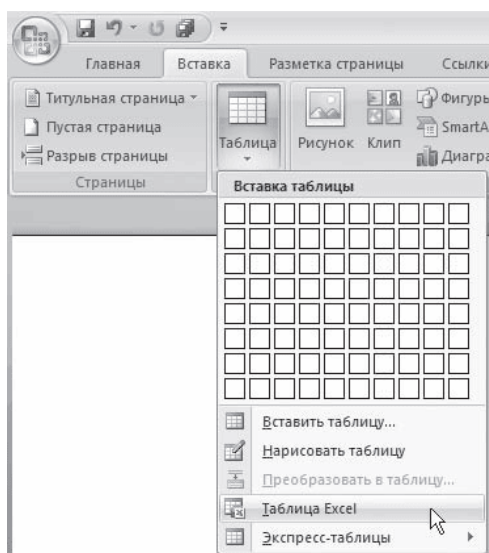 Главная Вставка Разметка страницы Ссылки
Титульная страница
Пустая страница
Разрыв страницы
Страницы
Таблица
Рисунок
Клип
Фигуры
SmartA
Диагра
Вставка таблицы
Вставить таблицу...
Нарисовать таблицу
Преобразовать в таблицу...
Таблица Excel
Экспресс-таблицы